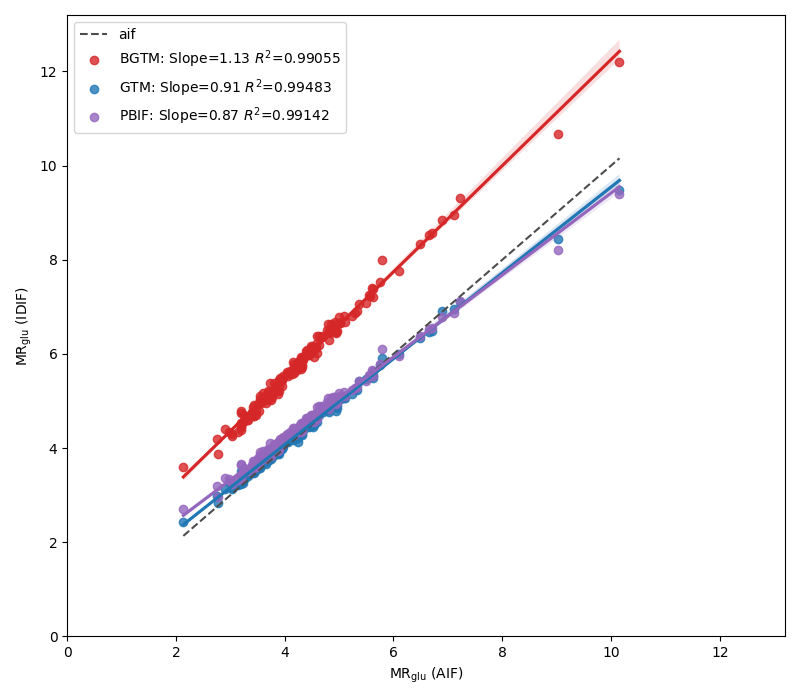 aif
BGTM: Slope=1.13 R²=0.99055
GTM: Slope=0.91 R²=0.99483
PBIF: Slope=0.87 R²=0.99142
12
10
8
6
4
2
0
MRglu (IDIF)
0 2 4 6 8 10 12
MRglu (AIF)